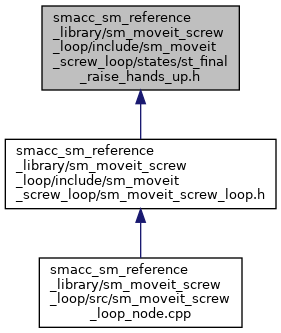 smacc_sm_reference
_library/sm_moveit_screw
_loop/include/sm_moveit
_screw_loop/states/st_final
_raise_hands_up.h
smacc_sm_reference
_library/sm_moveit_screw
_loop/include/sm_moveit
_screw_loop/sm_moveit_screw_loop.h
smacc_sm_reference
_library/sm_moveit_screw
_loop/src/sm_moveit_screw
_loop_node.cpp